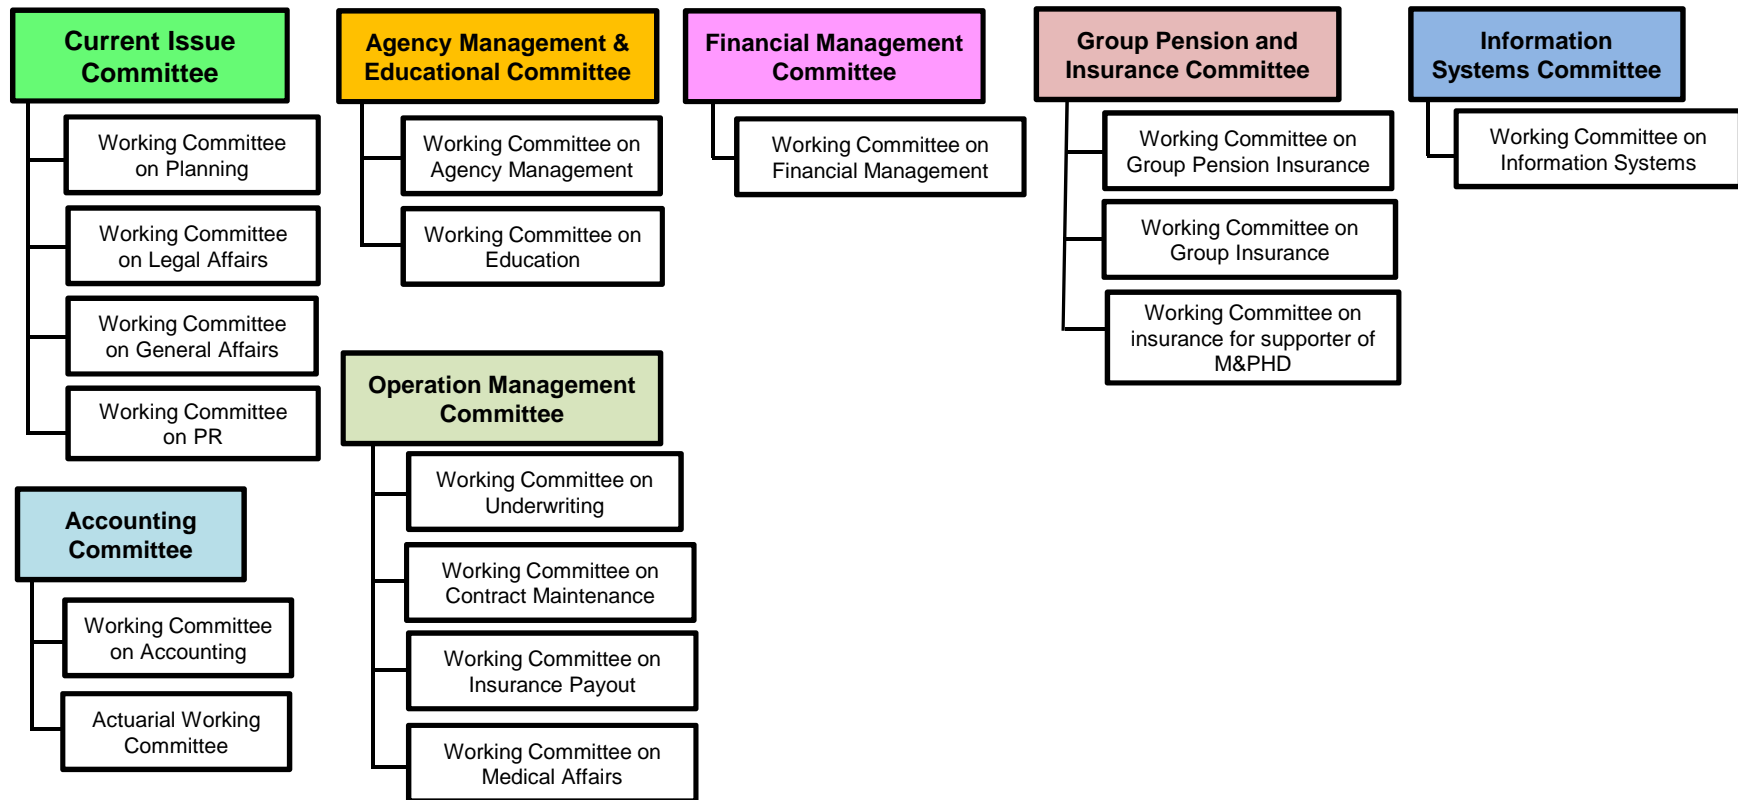 Current Issue
Committee
Working Committee
on Planning
Working Committee
on Legal Affairs
Working Committee
on General Affairs
Working Committee
on PR
Accounting
Committee
Working Committee
on Accounting
Actuarial Working
Committee
Agency Management &
Educational Committee
Working Committee on
Agency Management
Working Committee on
Education
Operation Management
Committee
Working Committee on
Underwriting
Working Committee on
Contract Maintenance
Working Committee on
Insurance Payout
Working Committee on
Medical Affairs
Financial Management
Committee
Working Committee on
Financial Management
Group Pension and
Insurance Committee
Working Committee on
Group Pension Insurance
Working Committee on
Group Insurance
Working Committee on
insurance for supporter of
M&PHD
Information
Systems Committee
Working Committee on
Information Systems